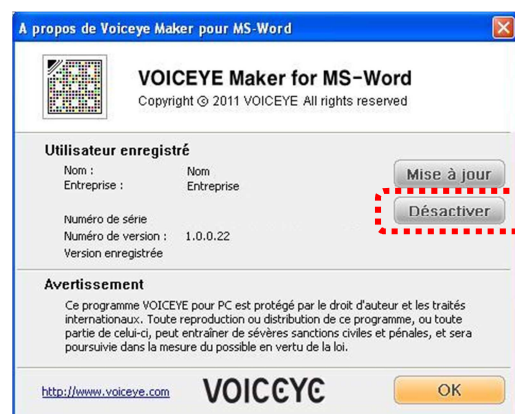 A propos de Voiceye Maker pour MS-Word
VOICEYE Maker for MS-Word
Copyright © 2011 VOICEYE All rights reserved
Utilisateur enregistré
Nom : Nom
Entreprise : Entreprise
Mise à jour
Désactiver
Numéro de série
Numéro de version : 1.0.0.22
Version enregistrée
Avertissement
Ce programme VOICEYE pour PC est protégé par le droit d'auteur et les traités
internationaux. Toute reproduction ou distribution de ce programme, ou toute
partie de celui-ci, peut entraîner de sévères sanctions civiles et pénales, et sera
poursuivie dans la mesure du possible en vertu de la loi.
http://www.voiceye.com VOICEYE OK